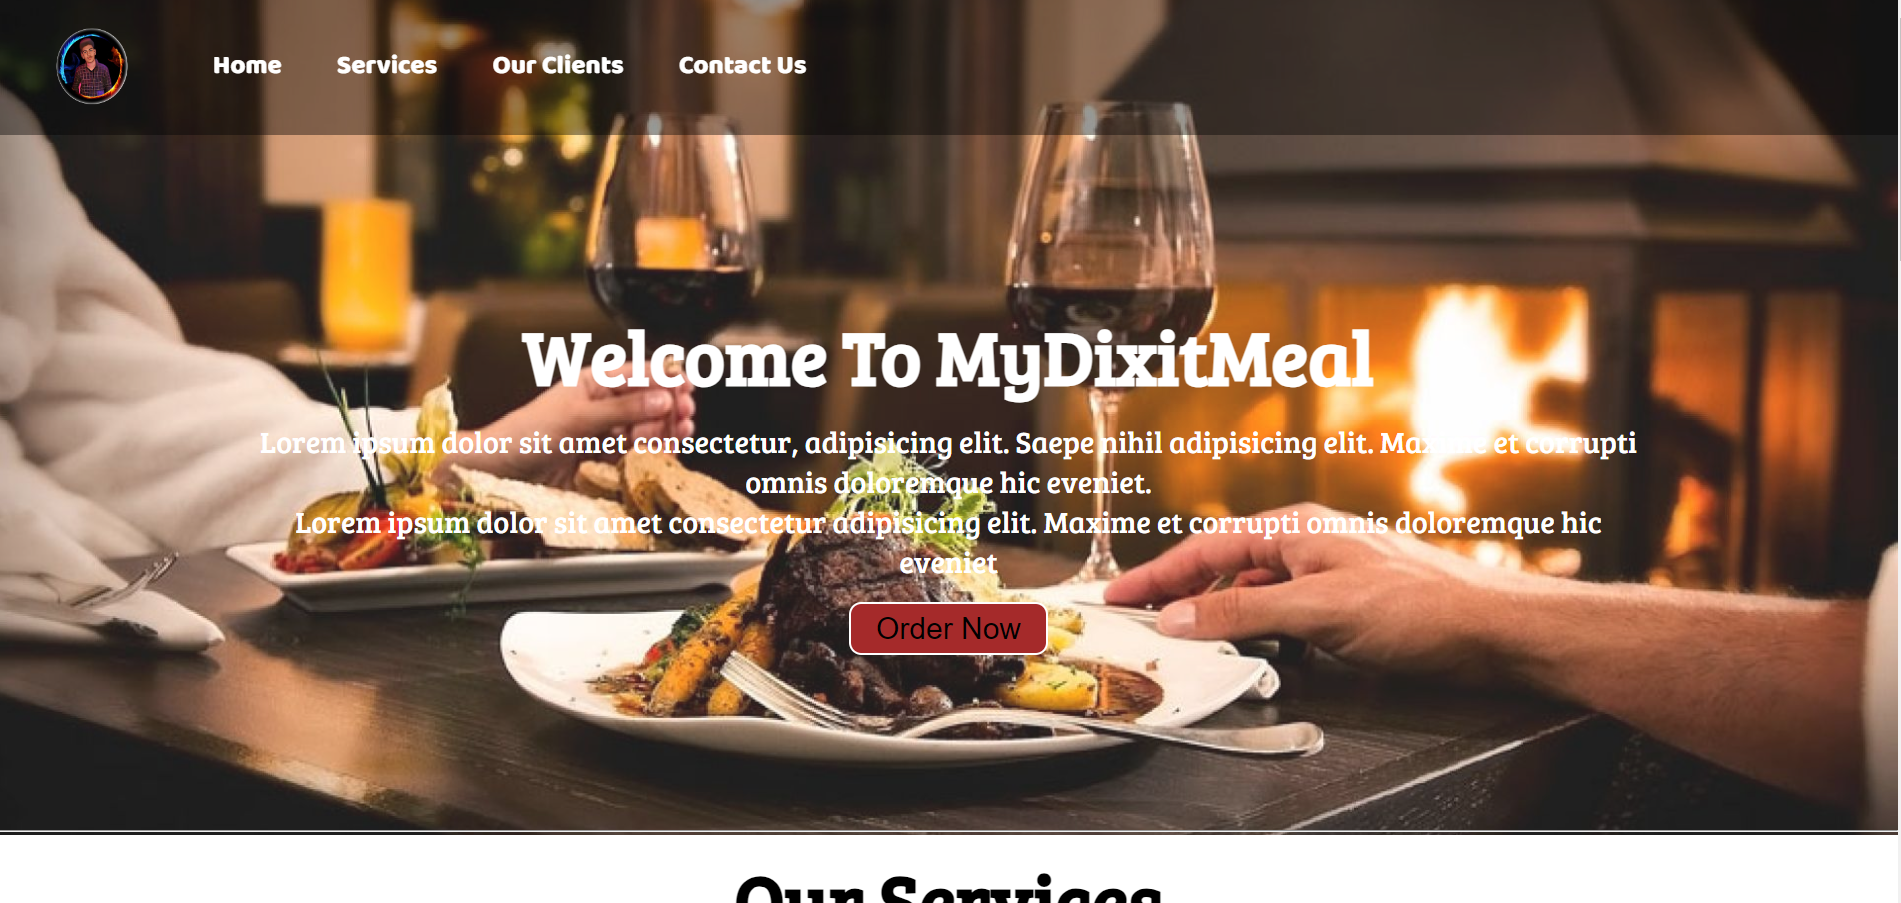 Home Services Our Clients Contact Us
Welcome To MyDixitMeal
Lorem ipsum dolor sit amet consectetur, adipisicing elit. Saepe nihil adipisicing elit. Maxime et corrupti
omnis doloremque hic eveniet.
Lorem ipsum dolor sit amet consectetur adipisicing elit. Maxime et corrupti omnis doloremque hic
eveniet
Order Now
Our Services